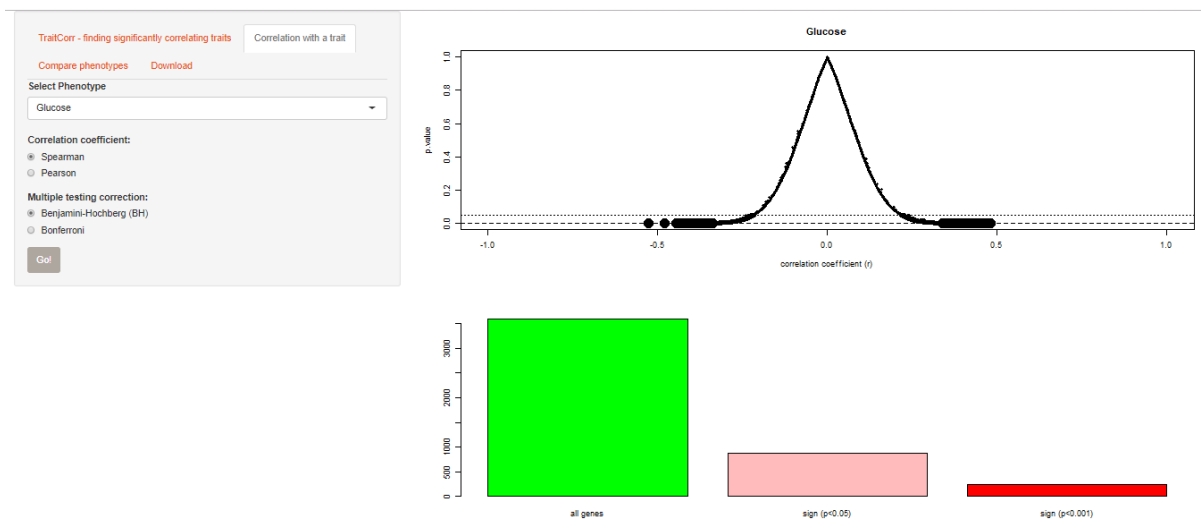 TraitCorr - finding significantly correlating traits
Correlation with a trait
Compare phenotypes
Download
Select Phenotype
Glucose
Correlation coefficient:
Spearman
Pearson
Multiple testing correction:
Benjamini-Hochberg (BH)
Bonferroni
Go!
Glucose
p.value
1.0
0.8
0.6
0.4
0.2
0.0
-1.0 -0.5 0.0 0.5 1.0
correlation coefficient (r)
3000
2000
1000
500
0
all genes sign (p<0.05) sign (p<0.001)